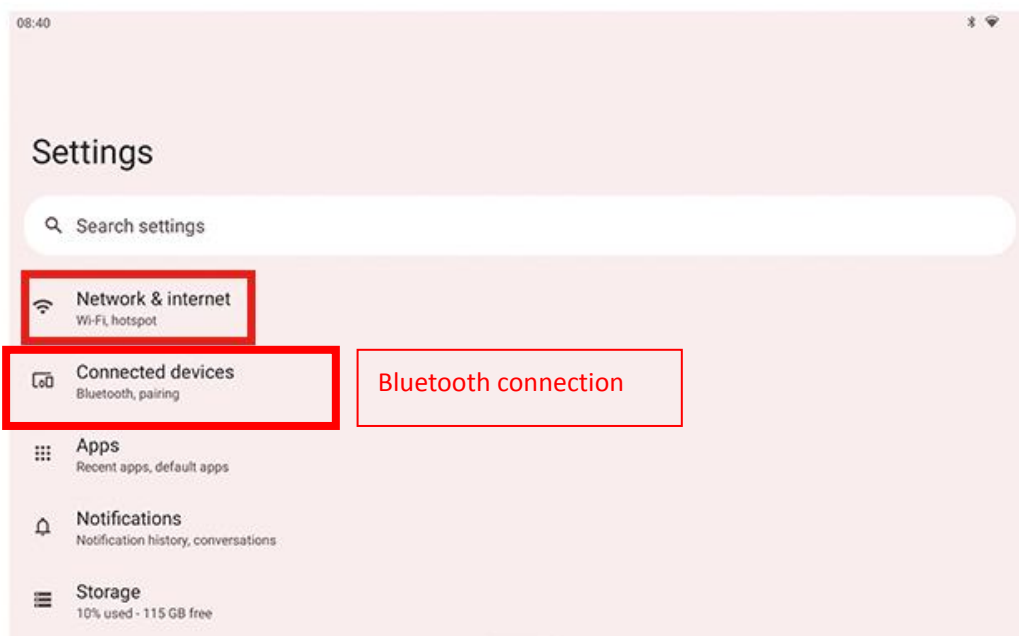 08:40
Settings
Search settings
Network & internet
Wi-Fi, hotspot
Connected devices
Bluetooth, pairing
Bluetooth connection
Apps
Recent apps, default apps
Notifications
Notification history, conversations
Storage
10% used - 115 GB free